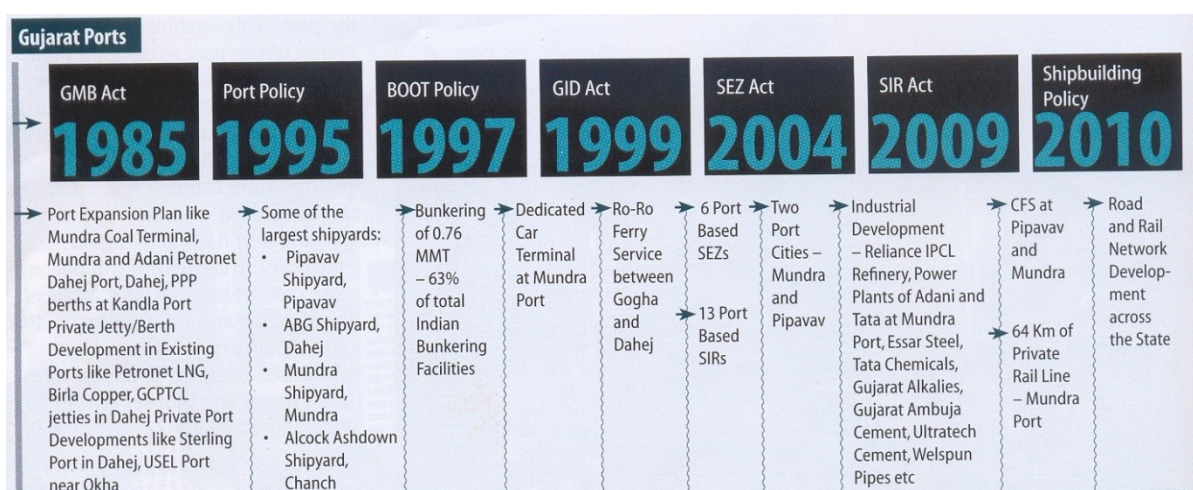 Gujarat Ports
GMB Act
1985
Port Policy
1995
BOOT Policy
1997
GID Act
1999
SEZ Act
2004
SIR Act
2009
Shipbuilding
Policy
2010
Port Expansion Plan like
Mundra Coal Terminal,
Mundra and Adani Petronet
Dahej Port, Dahej, PPP
berths at Kandla Port
Private Jetty/Berth
Development in Existing
Ports like Petronet LNG,
Birla Copper, GCPTCL
jetties in Dahej Private Port
Developments like Sterling
Port in Dahej, USEL Port
near Okha
Some of the
largest shipyards:
• Pipavav
Shipyard,
Pipavav
• ABG Shipyard,
Dahej
• Mundra
Shipyard,
Mundra
• Alcock Ashdown
Shipyard,
Chanch
Bunkering
of 0.76
MMT
– 63%
of total
Indian
Bunkering
Facilities
Dedicated
Car
Terminal
at Mundra
Port
Ro-Ro
Ferry
Service
between
Gogha
and
Dahej
6 Port
Based
SEZs
13 Port
Based
SIRs
Two
Port
Cities –
Mundra
and
Pipavav
Industrial
Development
– Reliance IPCL
Refinery, Power
Plants of Adani and
Tata at Mundra
Port, Essar Steel,
Tata Chemicals,
Gujarat Alkalies,
Gujarat Ambuja
Cement, Ultratech
Cement, Welspun
Pipes etc
CFS at
Pipavav
and
Mundra
64 Km of
Private
Rail Line
– Mundra
Port
Road
and Rail
Network
Develop-
ment
across
the State